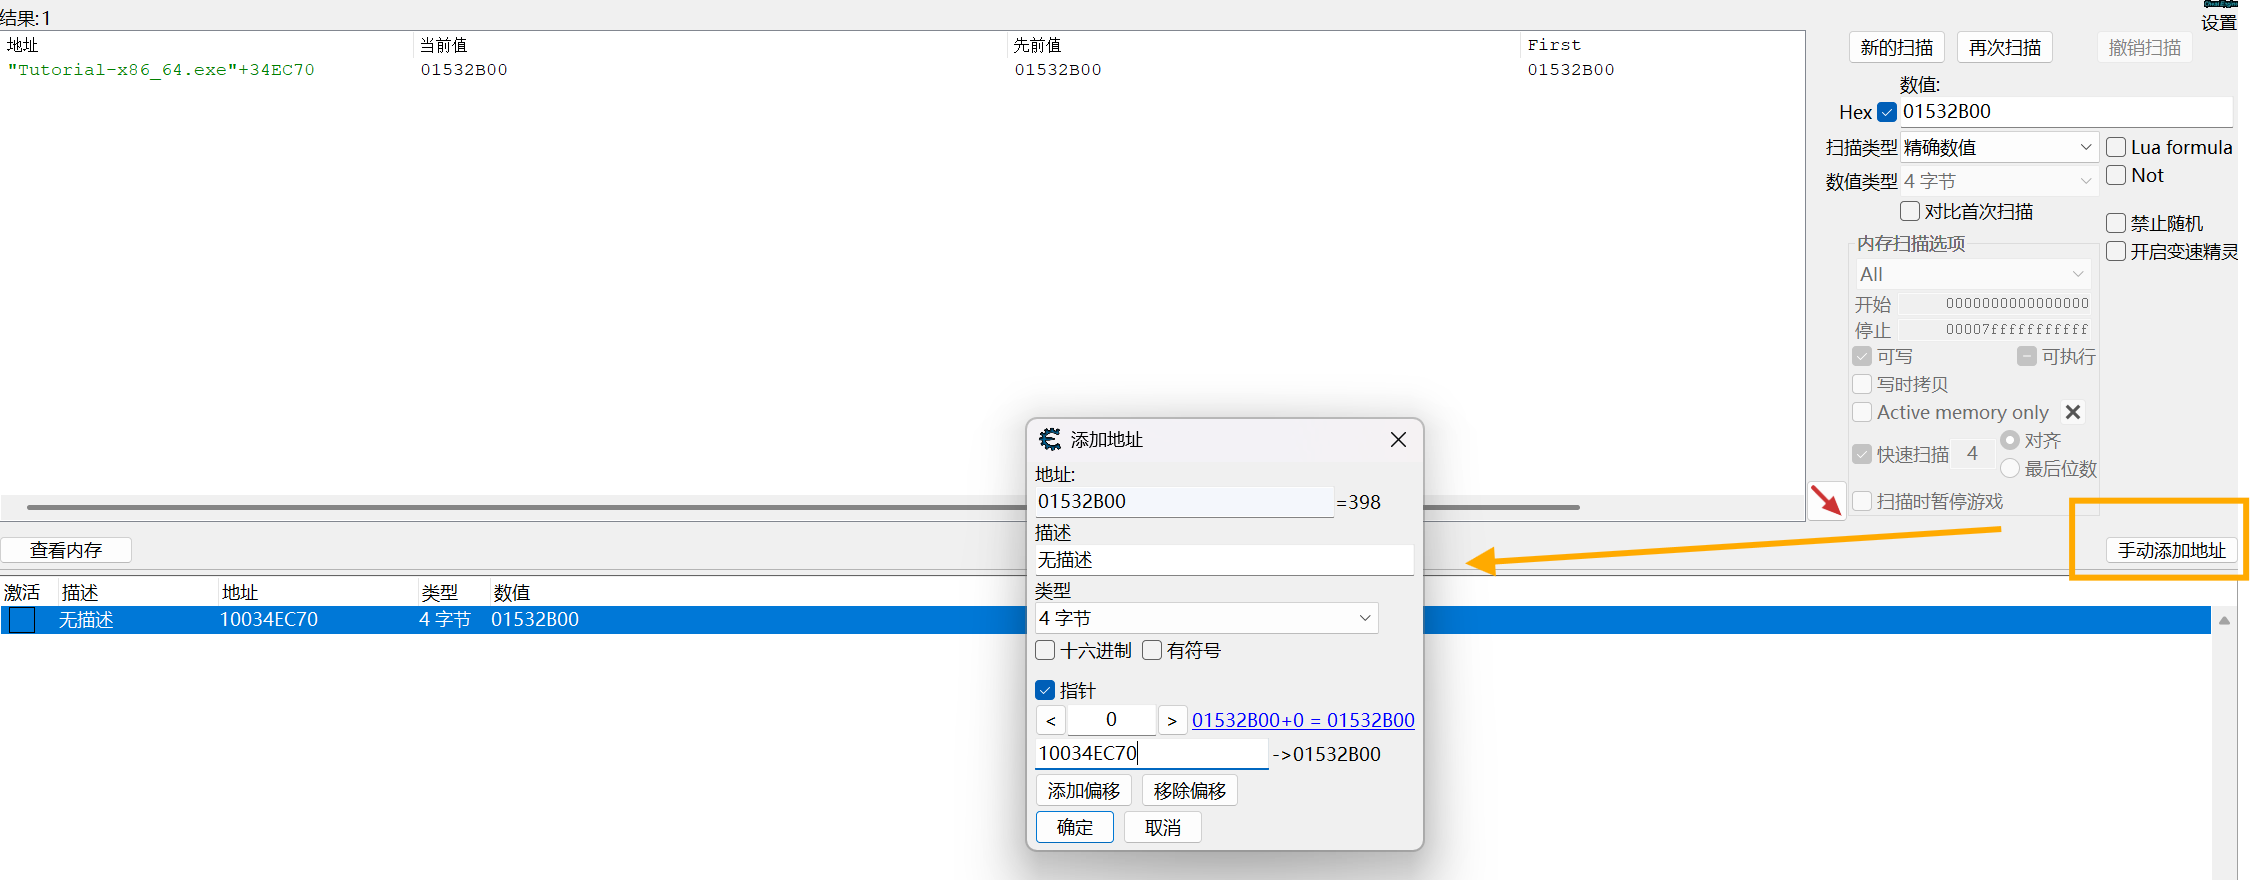 结果:1
设置
地址 当前值 先前值 First
"Tutorial-x86_64.exe"+34EC70 01532B00 01532B00 01532B00
新的扫描 再次扫描 撤销扫描
数值:
Hex 01532B00
扫描类型 精确数值 Lua formula
数值类型 4 字节 Not
对比首次扫描
禁止随机
内存扫描选项
开启变速精灵
All
开始 0000000000000000
停止 00007fffffffffff
可写 可执行
写时拷贝
Active memory only
快速扫描 4 对齐
最后位数
扫描时暂停游戏
查看内存 手动添加地址
激活 描述 地址 类型 数值
无描述 10034EC70 4 字节 01532B00
添加地址
地址:
01532B00 =398
描述
无描述
类型
4 字节
十六进制 有符号
指针
< 0 > 01532B00+0 = 01532B00
10034EC70 ->01532B00
添加偏移 移除偏移
确定 取消